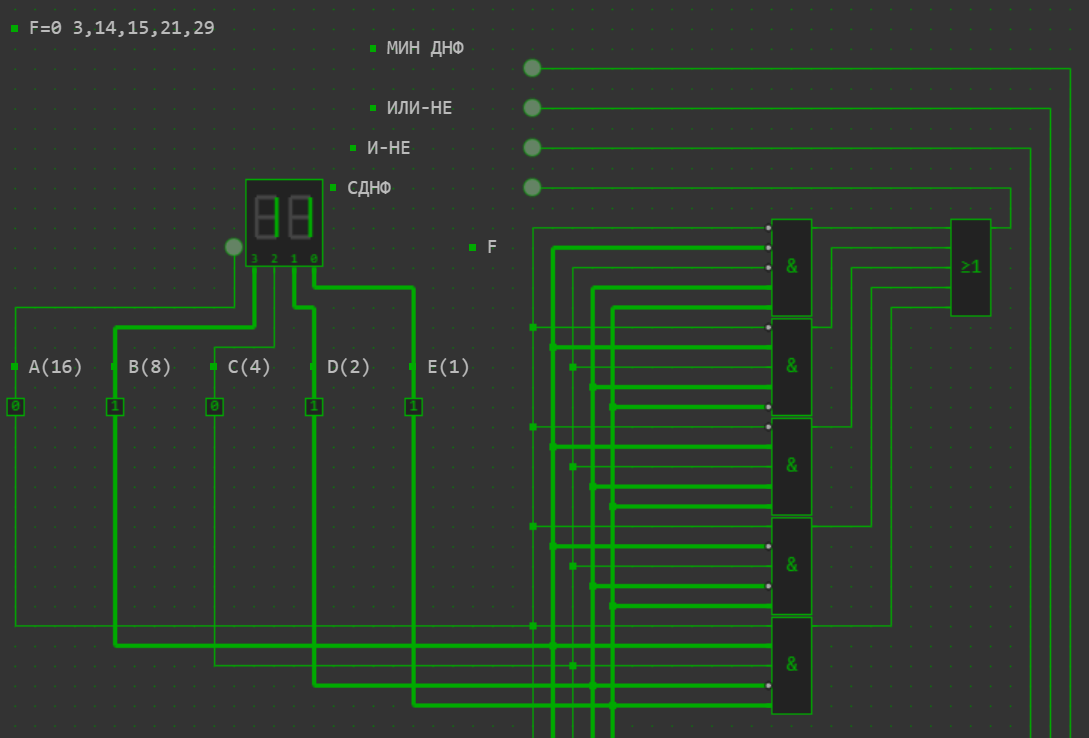 F=0 3,14,15,21,29
МИН ДНФ
ИЛИ-НЕ
И-НЕ
СДНФ
11
3 2 1 0
F
&
≥1
&
A(16) B(8) C(4) D(2) E(1)
0 1 0 1 1
&
&
&